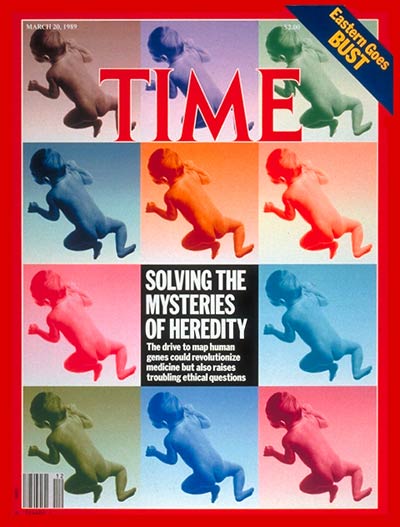 MARCH 20, 1989
$2.00
Eastern Goes
BUST
TIME
SOLVING THE
MYSTERIES
OF HEREDITY
The drive to map human
genes could revolutionize
medicine but also raises
troubling ethical questions
12